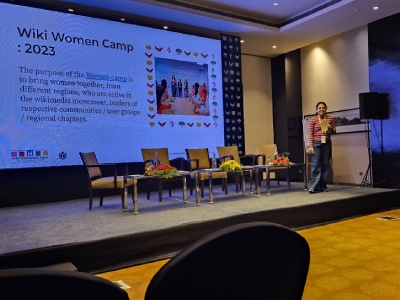 Wiki Women Camp
: 2023
The purpose of the Women camp is
to bring women together, from
different regions, who are active in
the wikimedia movement, leaders of
respective communities / user groups
/ regional chapters.